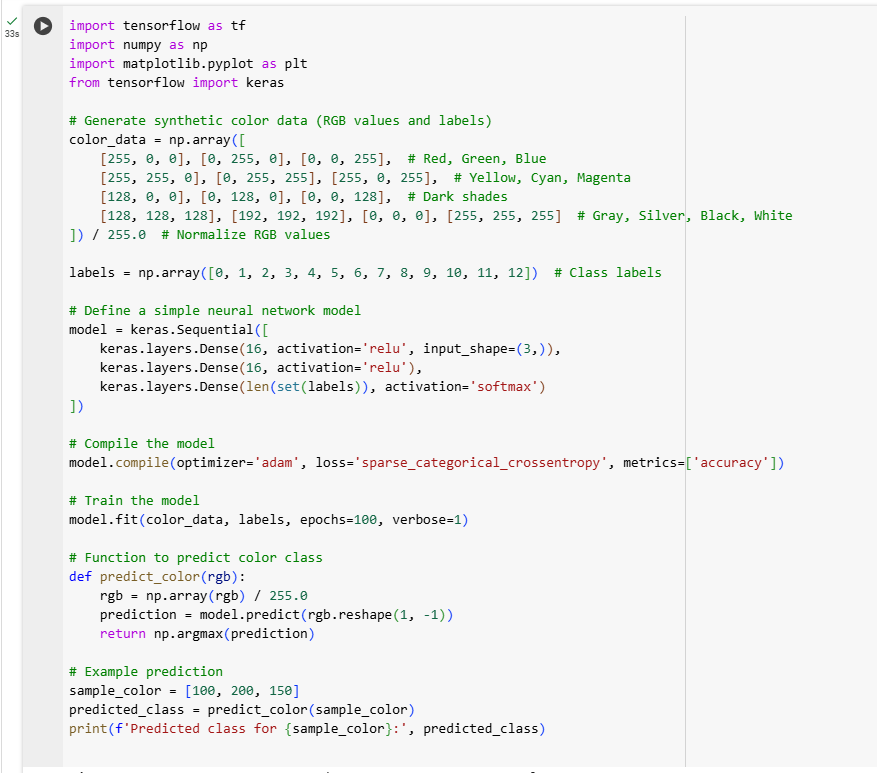 33s
import tensorflow as tf
import numpy as np
import matplotlib.pyplot as plt
from tensorflow import keras

# Generate synthetic color data (RGB values and labels)
color_data = np.array([
    [255, 0, 0], [0, 255, 0], [0, 0, 255],  # Red, Green, Blue
    [255, 255, 0], [0, 255, 255], [255, 0, 255],  # Yellow, Cyan, Magenta
    [128, 0, 0], [0, 128, 0], [0, 0, 128],  # Dark shades
    [128, 128, 128], [192, 192, 192], [0, 0, 0], [255, 255, 255]  # Gray, Silver, Black, White
]) / 255.0  # Normalize RGB values

labels = np.array([0, 1, 2, 3, 4, 5, 6, 7, 8, 9, 10, 11, 12])  # Class labels

# Define a simple neural network model
model = keras.Sequential([
    keras.layers.Dense(16, activation='relu', input_shape=(3,)),
    keras.layers.Dense(16, activation='relu'),
    keras.layers.Dense(len(set(labels)), activation='softmax')
])

# Compile the model
model.compile(optimizer='adam', loss='sparse_categorical_crossentropy', metrics=['accuracy'])

# Train the model
model.fit(color_data, labels, epochs=100, verbose=1)

# Function to predict color class
def predict_color(rgb):
    rgb = np.array(rgb) / 255.0
    prediction = model.predict(rgb.reshape(1, -1))
    return np.argmax(prediction)

# Example prediction
sample_color = [100, 200, 150]
predicted_class = predict_color(sample_color)
print(f'Predicted class for {sample_color}:', predicted_class)